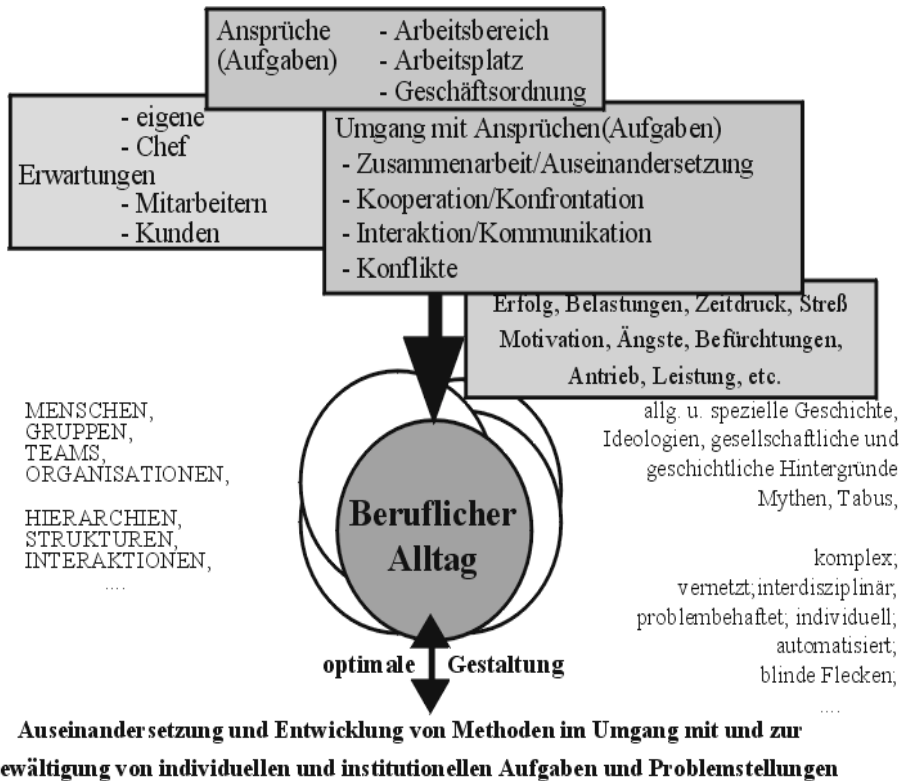 Ansprüche - Arbeitsbereich
(Aufgaben) - Arbeitsplatz
- Geschäftsordnung
- eigene
- Chef
Erwartungen
- Mitarbeitern
- Kunden
Umgang mit Ansprüchen(Aufgaben)
- Zusammenarbeit/Auseinandersetzung
- Kooperation/Konfrontation
- Interaktion/Kommunikation
- Konflikte
Erfolg, Belastungen, Zeitdruck, Streß
Motivation, Ängste, Befürchtungen,
Antrieb, Leistung, etc.
MENSCHEN,
GRUPPEN,
TEAMS,
ORGANISATIONEN,
HIERARCHIEN,
STRUKTUREN,
INTERAKTIONEN,
....
allg. u. spezielle Geschichte,
Ideologien, gesellschaftliche und
geschichtliche Hintergründe
Mythen, Tabus,
komplex;
vernetzt;interdisziplinär;
problembehaftet; individuell;
automatisiert;
blinde Flecken;
....
Beruflicher
Alltag
optimale Gestaltung
Auseinandersetzung und Entwicklung von Methoden im Umgang mit und zur
ewältigung von individuellen und institutionellen Aufgaben und Problemstellungen